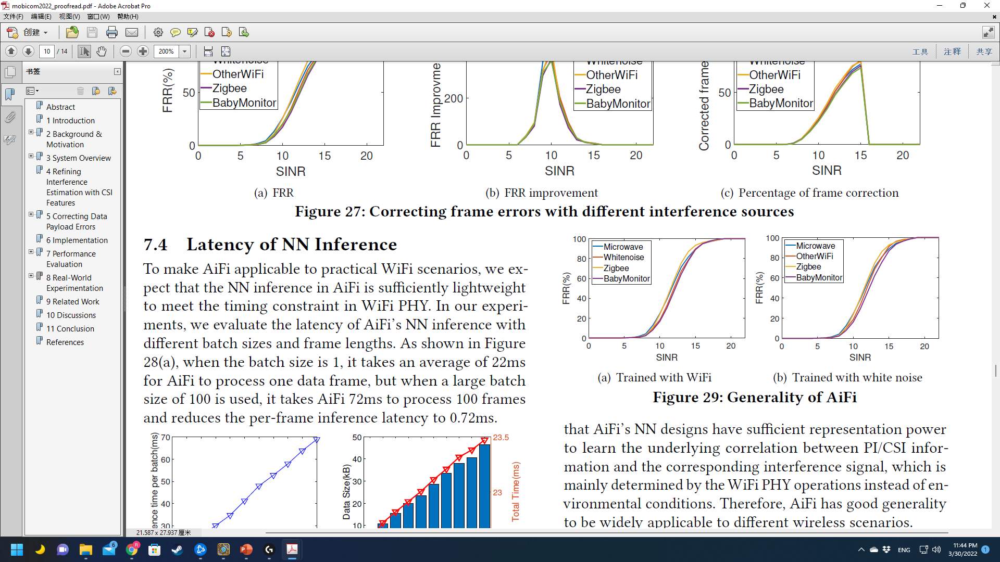 mobicom2022_proofread.pdf - Adobe Acrobat Pro
文件(F) 编辑(E) 视图(V) 窗口(W) 帮助(H)
创建
10 / 14
200%
工具 注释 共享
书签
Abstract
1 Introduction
2 Background &
Motivation
3 System Overview
4 Refining
Interference
Estimation with CSI
Features
5 Correcting Data
Payload Errors
6 Implementation
7 Performance
Evaluation
8 Real-World
Experimentation
9 Related Work
10 Discussions
11 Conclusion
References
FRR(%)
50
0
0 5 10 15 20
SINR
Whitenoise
OtherWiFi
Zigbee
BabyMonitor
(a) FRR
FRR Improvme
200
0
0 5 10 15 20
SINR
Whitenoise
OtherWiFi
Zigbee
BabyMonitor
(b) FRR improvement
Corrected frame
50
0
0 5 10 15 20
SINR
Whitenoise
OtherWiFi
Zigbee
BabyMonitor
(c) Percentage of frame correction
Figure 27: Correcting frame errors with different interference sources
7.4 Latency of NN Inference
To make AiFi applicable to practical WiFi scenarios, we ex-
pect that the NN inference in AiFi is sufficiently lightweight
to meet the timing constraint in WiFi PHY. In our experi-
ments, we evaluate the latency of AiFi's NN inference with
different batch sizes and frame lengths. As shown in Figure
28(a), when the batch size is 1, it takes an average of 22ms
for AiFi to process one data frame, but when a large batch
size of 100 is used, it takes AiFi 72ms to process 100 frames
and reduces the per-frame inference latency to 0.72ms.
ence time per batch(ms)
70
60
50
40
30
Data Size(kB)
50
40
30
20
10
23.5
23
Total Time(ms)
100
80
60
40
20
0
FRR(%)
Microwave
Whitenoise
Zigbee
BabyMonitor
0 5 10 15 20
SINR
(a) Trained with WiFi
100
80
60
40
20
0
FRR(%)
Microwave
OtherWiFi
Zigbee
BabyMonitor
0 5 10 15 20
SINR
(b) Trained with white noise
Figure 29: Generality of AiFi
that AiFi's NN designs have sufficient representation power
to learn the underlying correlation between PI/CSI infor-
mation and the corresponding interference signal, which is
mainly determined by the WiFi PHY operations instead of en-
vironmental conditions. Therefore, AiFi has good generality
to be widely applicable to different wireless scenarios.
21.587 x 27.937 厘米
6
R
ENG
11:44 PM
3/30/2022
1